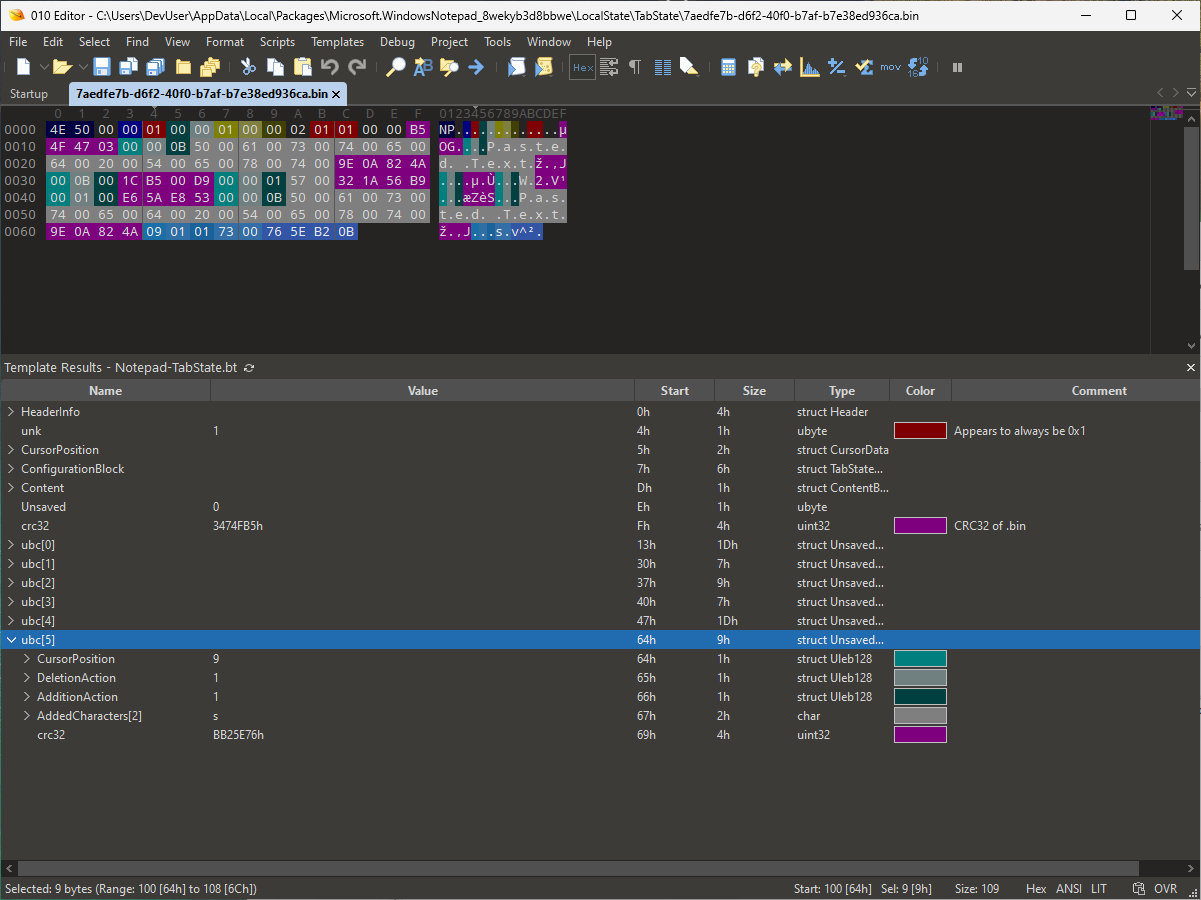 010 Editor - C:\Users\DevUser\AppData\Local\Packages\Microsoft.WindowsNotepad_8wekyb3d8bbwe\LocalState\TabState\7aedfe7b-d6f2-40f0-b7af-b7e38ed936ca.bin
File Edit Select Find View Format Scripts Templates Debug Project Tools Window Help
Hex mov
Startup 7aedfe7b-d6f2-40f0-b7af-b7e38ed936ca.bin
0 1 2 3 4 5 6 7 8 9 A B C D E F 0123456789ABCDEF
0000 4E 50 00 00 01 00 00 01 00 00 02 01 01 00 00 B5 NP.............µ
0010 4F 47 03 00 00 0B 50 00 61 00 73 00 74 00 65 00 OG....P.a.s.t.e.
0020 64 00 20 00 54 00 65 00 78 00 74 00 9E 0A 82 4A d. .T.e.x.t.ž.‚J
0030 00 0B 00 1C B5 00 D9 00 00 01 57 00 32 1A 56 B9 ....µ.Ù...W.2.V¹
0040 00 01 00 E6 5A E8 53 00 00 0B 50 00 61 00 73 00 ...æZèS...P.a.s.
0050 74 00 65 00 64 00 20 00 54 00 65 00 78 00 74 00 t.e.d. .T.e.x.t.
0060 9E 0A 82 4A 09 01 01 73 00 76 5E B2 0B ž.‚J...s.v^².
Template Results - Notepad-TabState.bt
Name Value Start Size Type Color Comment
HeaderInfo 0h 4h struct Header
unk 1 4h 1h ubyte Appears to always be 0x1
CursorPosition 5h 2h struct CursorData
ConfigurationBlock 7h 6h struct TabState...
Content Dh 1h struct ContentB...
Unsaved 0 Eh 1h ubyte
crc32 3474FB5h Fh 4h uint32 CRC32 of .bin
ubc[0] 13h 1Dh struct Unsaved...
ubc[1] 30h 7h struct Unsaved...
ubc[2] 37h 9h struct Unsaved...
ubc[3] 40h 7h struct Unsaved...
ubc[4] 47h 1Dh struct Unsaved...
ubc[5] 64h 9h struct Unsaved...
CursorPosition 9 64h 1h struct Uleb128
DeletionAction 1 65h 1h struct Uleb128
AdditionAction 1 66h 1h struct Uleb128
AddedCharacters[2] s 67h 2h char
crc32 BB25E76h 69h 4h uint32
Selected: 9 bytes (Range: 100 [64h] to 108 [6Ch]) Start: 100 [64h] Sel: 9 [9h] Size: 109 Hex ANSI LIT OVR